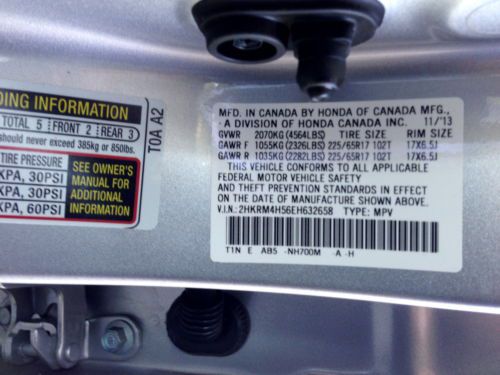 DING INFORMATION
TOTAL 5 FRONT 2 REAR 3
hould never exceed 385kg or 850lbs.
TIRE PRESSURE
KPA, 30PSI
KPA, 30PSI
KPA, 60PSI
SEE OWNER'S
MANUAL FOR
ADDITIONAL
INFORMATION
T0A A2
MFD. IN CANADA BY HONDA OF CANADA MFG.,
- A DIVISION OF HONDA CANADA INC. 11/'13
GVWR 2070KG (4564LBS) TIRE SIZE RIM SIZE
GAWR F 1055KG (2326LBS) 225/65R17 102T 17X6.5J
GAWR R 1035KG (2282LBS) 225/65R17 102T 17X6.5J
THIS VEHICLE CONFORMS TO ALL APPLICABLE
FEDERAL MOTOR VEHICLE SAFETY
AND THEFT PREVENTION STANDARDS IN EFFECT
ON THE DATE OF MANUFACTURE SHOWN ABOVE.
V.I.N.: 2HKRM4H56EH632658 TYPE: MPV
T1N E AB5 -NH700M -A -H